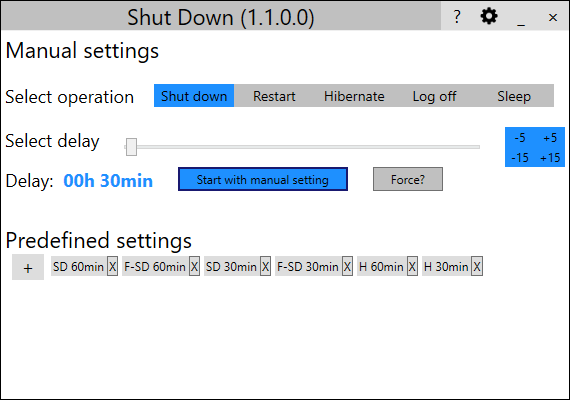 Shut Down (1.1.0.0) ? _ ×
Manual settings
Select operation Shut down Restart Hibernate Log off Sleep
Select delay -5 +5
-15 +15
Delay: 00h 30min Start with manual setting Force?
Predefined settings
+ SD 60min X F-SD 60min X SD 30min X F-SD 30min X H 60min X H 30min X